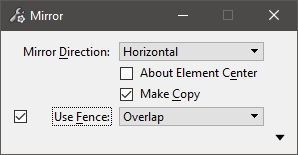 Mirror
Mirror Direction: Horizontal
About Element Center
Make Copy
Use Fence: Overlap